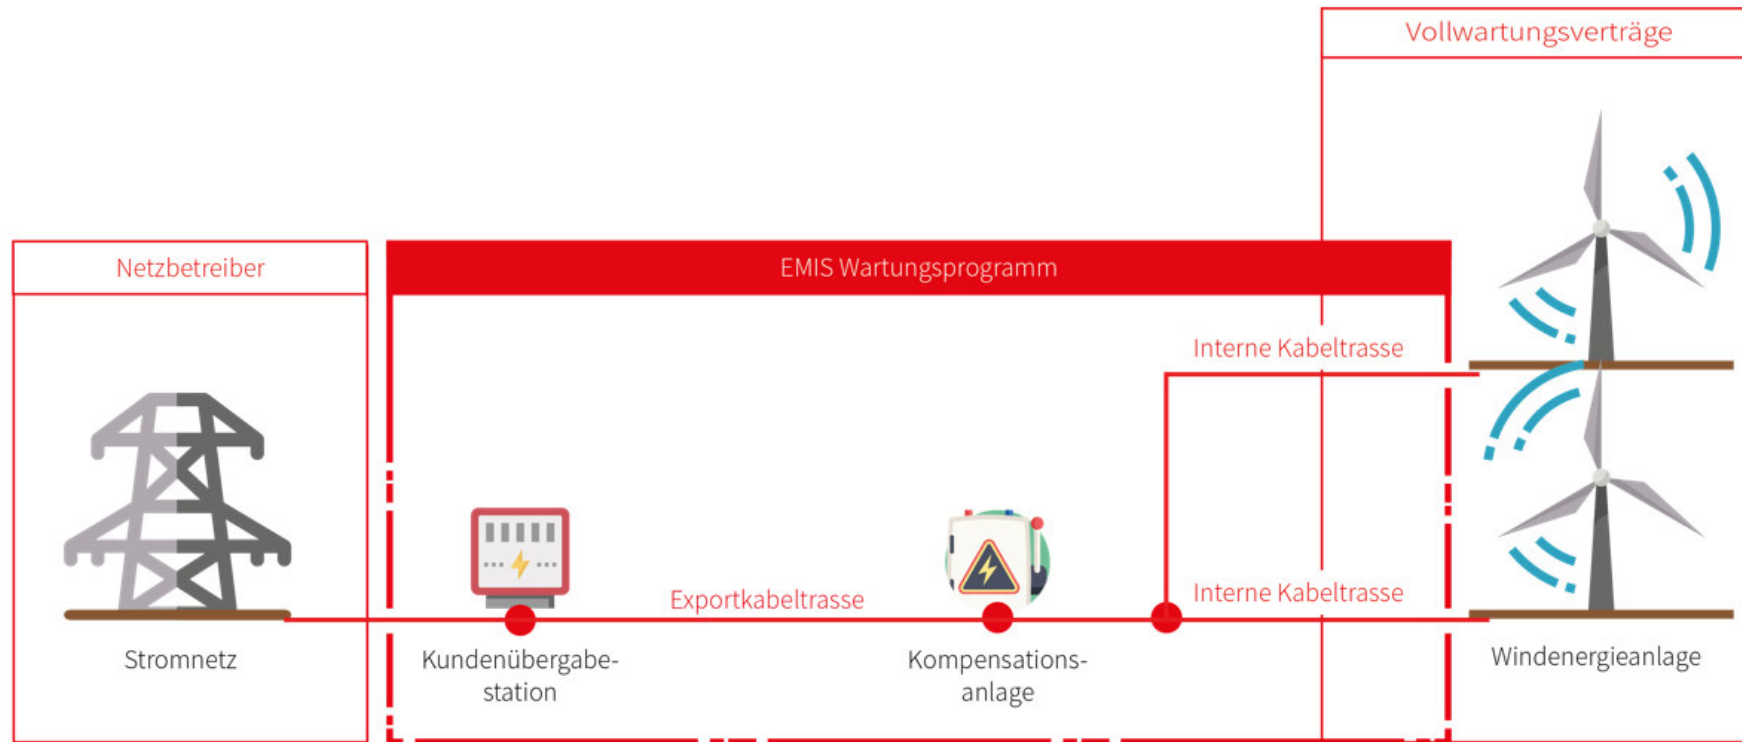 Vollwartungsverträge
Netzbetreiber
EMIS Wartungsprogramm
Interne Kabeltrasse
Exportkabeltrasse
Interne Kabeltrasse
Stromnetz
Kundenübergabe-
station
Kompensations-
anlage
Windenergieanlage